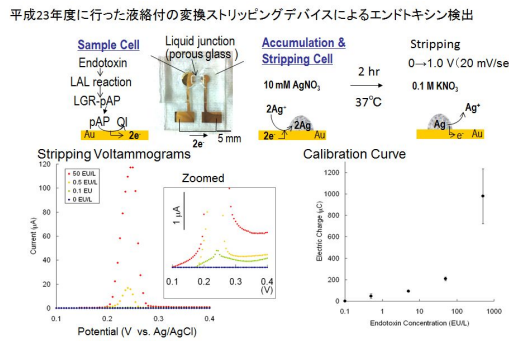 平成23年度に行った液絡付の変換ストリッピングデバイスによるエンドトキシン検出
Sample Cell
Endotoxin
LAL reaction
LGR-pAP
pAP QI
Au 2e-
Liquid junction
(porous glass)
2e-
5 mm
Accumulation &
Stripping Cell
10 mM AgNO3
2Ag-
2Ag
2e-
Au
2 hr
37°C
Stripping
0→1.0 V(20 mV/se
0.1 M KNO3
Ag+
Ag
e- Au
Stripping Voltammograms
120
100
80
60
40
20
0
Current (μA)
50 EU/L
0.5 EU/L
0.1 EU
0 EU/L
0.1 0.2 0.3 0.4
Potential (V vs. Ag/AgCl)
Zoomed
1 μA
0.1 0.2 0.3 0.4
(V)
Calibration Curve
1200
1000
800
600
400
200
0
Electric Charge (μC)
0.1 1 10 100 1000
Endotoxin Concentration (EU/L)